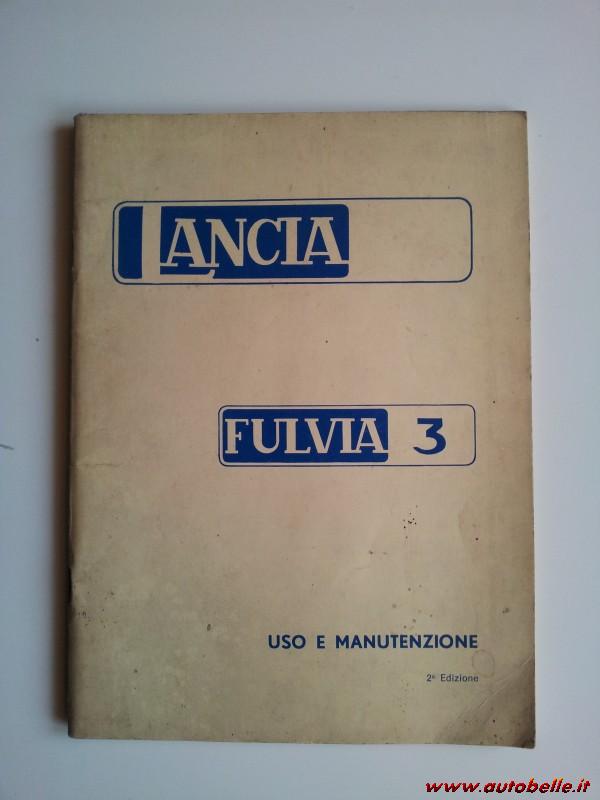 LANCIA
FULVIA 3
USO E MANUTENZIONE
2ª Edizione
www.autobelle.it